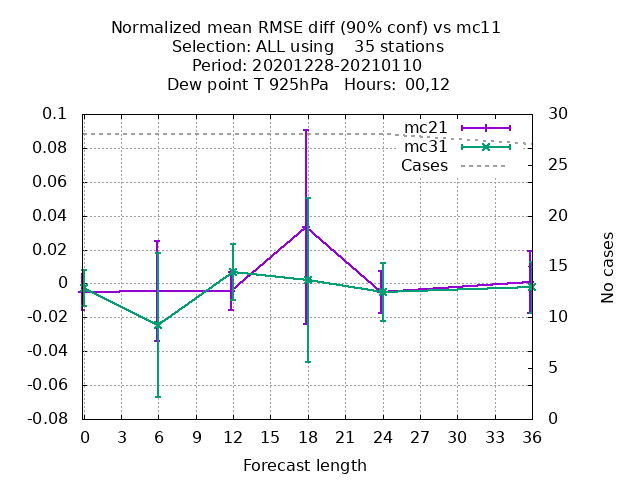 Normalized mean RMSE diff (90% conf) vs mc11
Selection: ALL using    35 stations
Period: 20201228-20210110
Dew point T 925hPa   Hours:  00,12
0.1
0.08
0.06
0.04
0.02
0
-0.02
-0.04
-0.06
-0.08
mc21
mc31
Cases
30
25
20
15
10
5
0
No cases
0 3 6 9 12 15 18 21 24 27 30 33 36
Forecast length